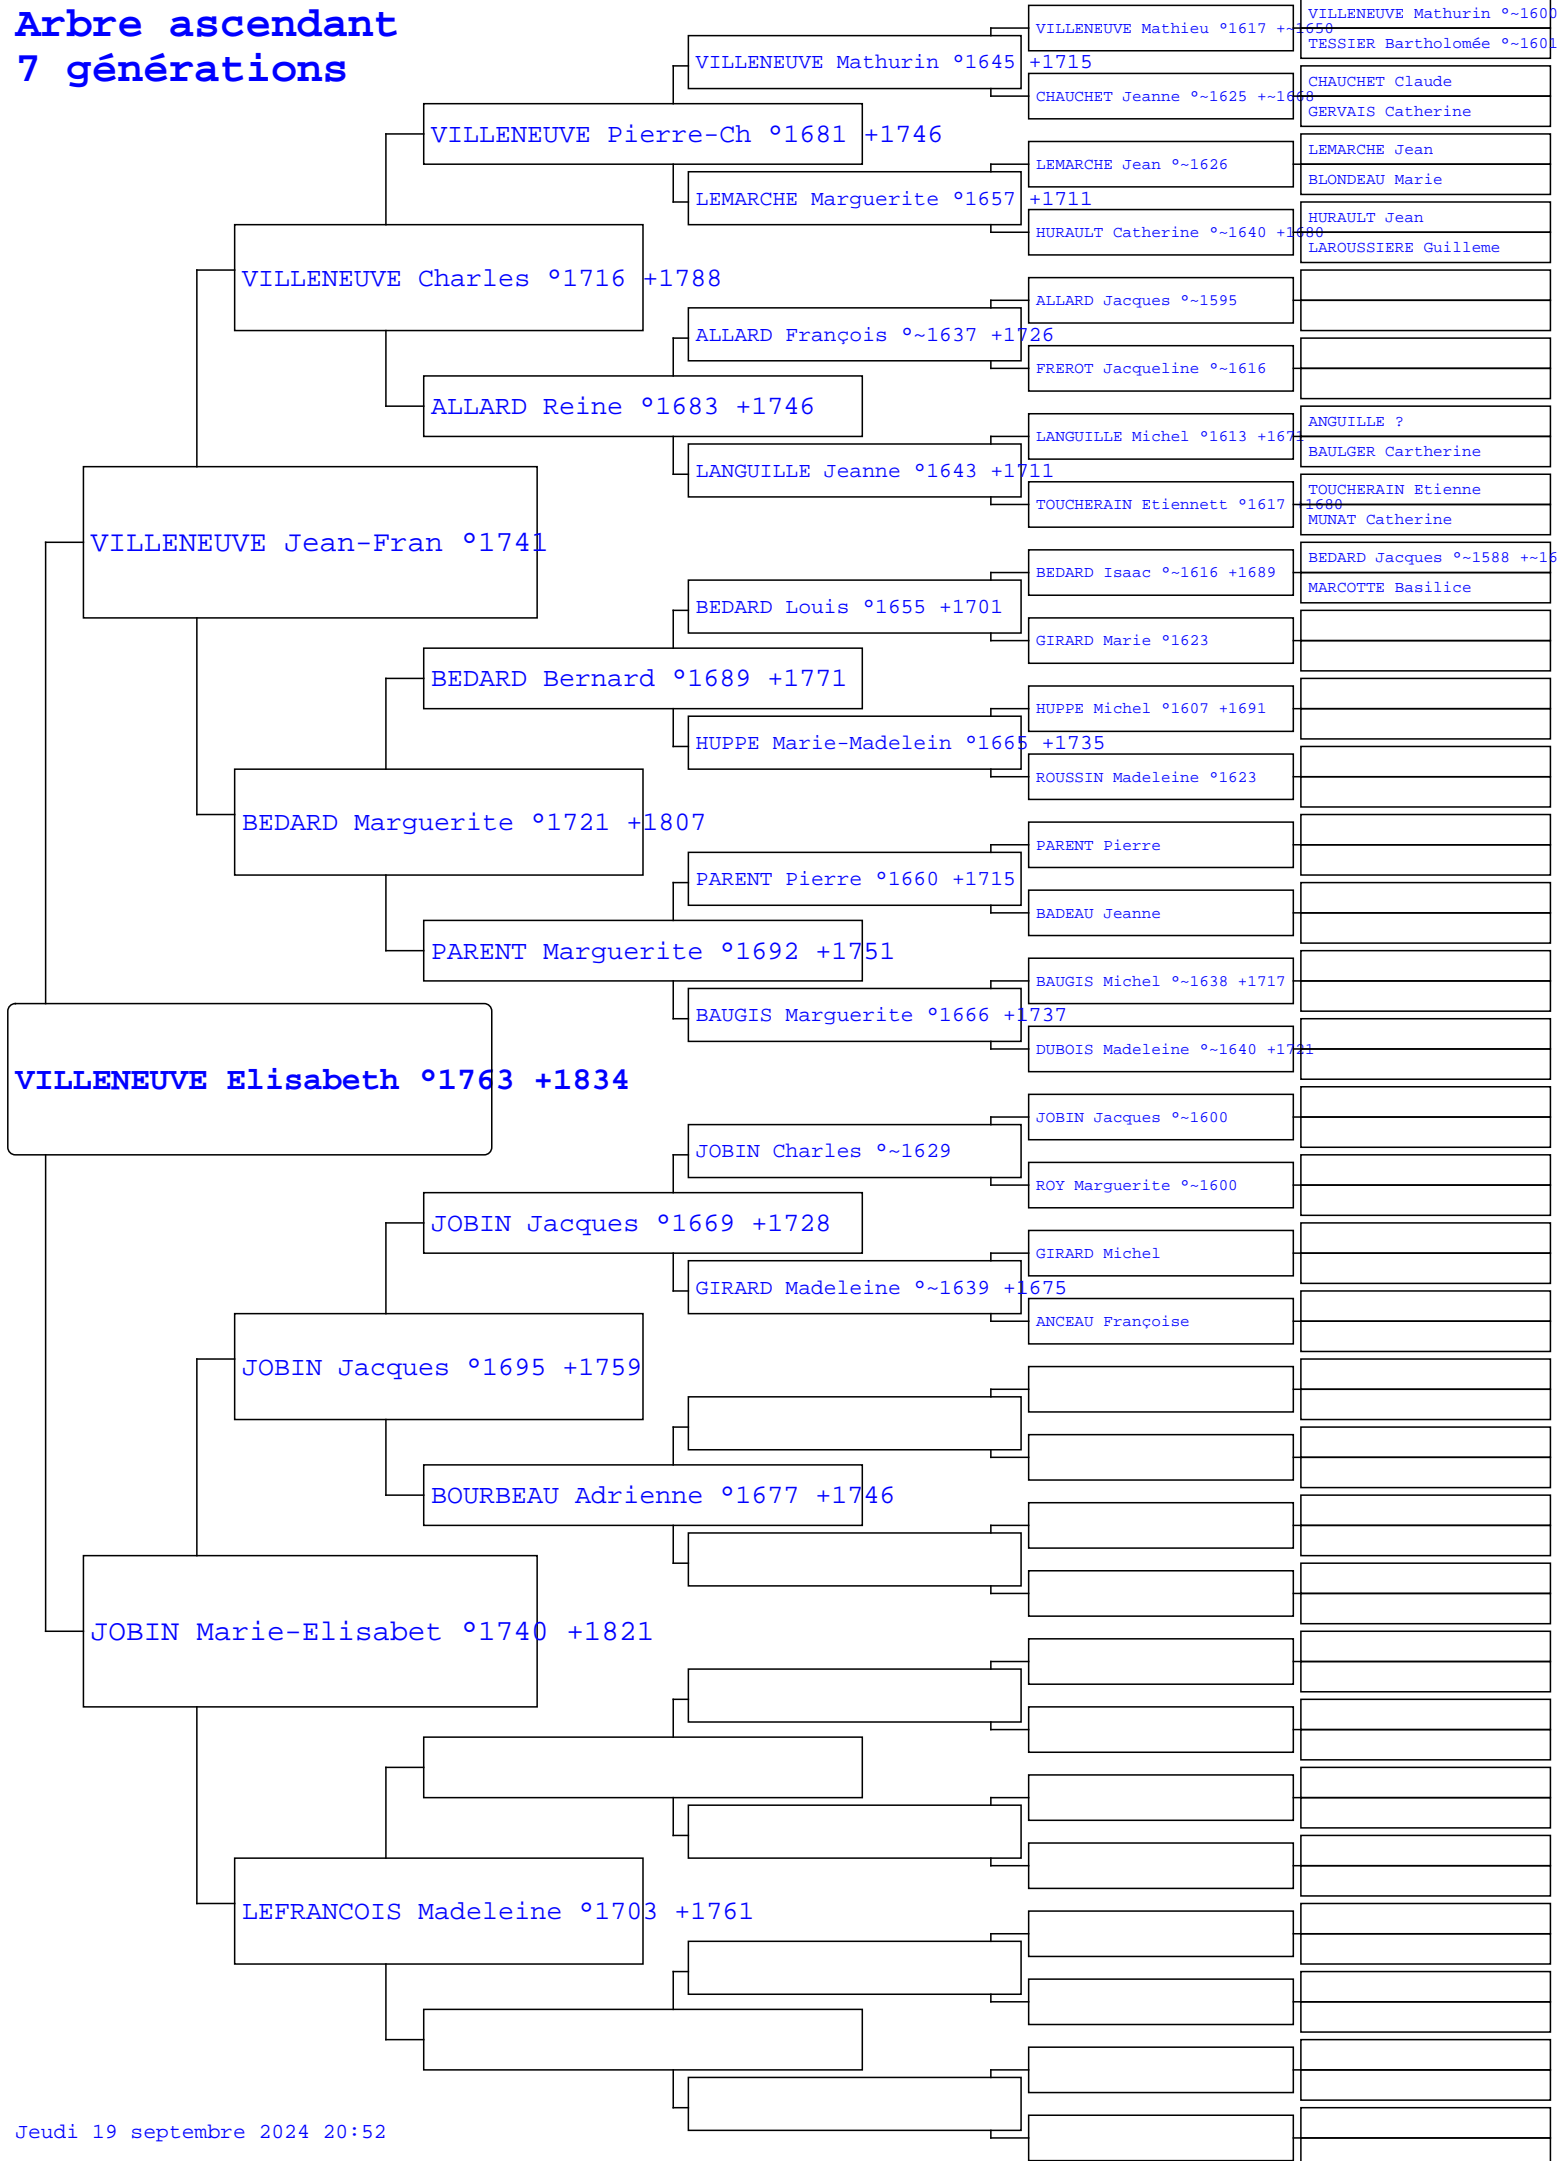 Arbre ascendant
7 générations
VILLENEUVE Mathurin °~1600
VILLENEUVE Mathieu °1617 +~1650
TESSIER Bartholomée °~1601
VILLENEUVE Mathurin °1645 +1715
CHAUCHET Claude
CHAUCHET Jeanne °~1625 +~1668
GERVAIS Catherine
VILLENEUVE Pierre-Ch °1681 +1746
LEMARCHE Jean
LEMARCHE Jean °~1626
BLONDEAU Marie
LEMARCHE Marguerite °1657 +1711
HURAULT Jean
HURAULT Catherine °~1640 +1680
LAROUSSIERE Guilleme
VILLENEUVE Charles °1716 +1788
ALLARD Jacques °~1595
ALLARD François °~1637 +1726
FREROT Jacqueline °~1616
ALLARD Reine °1683 +1746
ANGUILLE ?
LANGUILLE Michel °1613 +1671
BAULGER Cartherine
LANGUILLE Jeanne °1643 +1711
TOUCHERAIN Etienne
TOUCHERAIN Etiennett °1617 +1680
MUNAT Catherine
VILLENEUVE Jean-Fran °1741
BEDARD Jacques °~1588 +~16
BEDARD Isaac °~1616 +1689
MARCOTTE Basilice
BEDARD Louis °1655 +1701
GIRARD Marie °1623
BEDARD Bernard °1689 +1771
HUPPE Michel °1607 +1691
HUPPE Marie-Madelein °1665 +1735
ROUSSIN Madeleine °1623
BEDARD Marguerite °1721 +1807
PARENT Pierre
PARENT Pierre °1660 +1715
BADEAU Jeanne
PARENT Marguerite °1692 +1751
BAUGIS Michel °~1638 +1717
BAUGIS Marguerite °1666 +1737
DUBOIS Madeleine °~1640 +1721
VILLENEUVE Elisabeth °1763 +1834
JOBIN Jacques °~1600
JOBIN Charles °~1629
ROY Marguerite °~1600
JOBIN Jacques °1669 +1728
GIRARD Michel
GIRARD Madeleine °~1639 +1675
ANCEAU Françoise
JOBIN Jacques °1695 +1759
BOURBEAU Adrienne °1677 +1746
JOBIN Marie-Elisabet °1740 +1821
LEFRANCOIS Madeleine °1703 +1761
Jeudi 19 septembre 2024 20:52